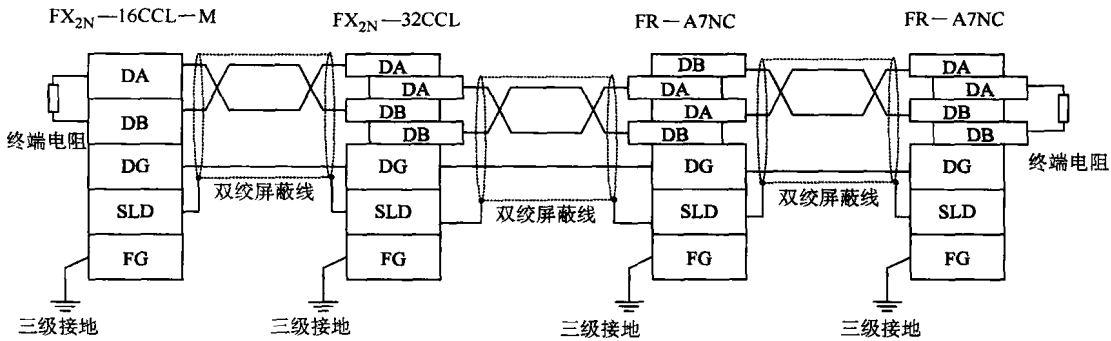 FX2N—16CCL—M
FX2N—32CCL
FR—A7NC
FR—A7NC
DA
DB
DG
SLD
FG
终端电阻
三级接地
双绞屏蔽线
DA
DA
DB
DB
DG
SLD
FG
三级接地
双绞屏蔽线
DB
DA
DA
DB
DG
SLD
FG
三级接地
双绞屏蔽线
DA
DA
DB
DB
DG
SLD
FG
三级接地
终端电阻